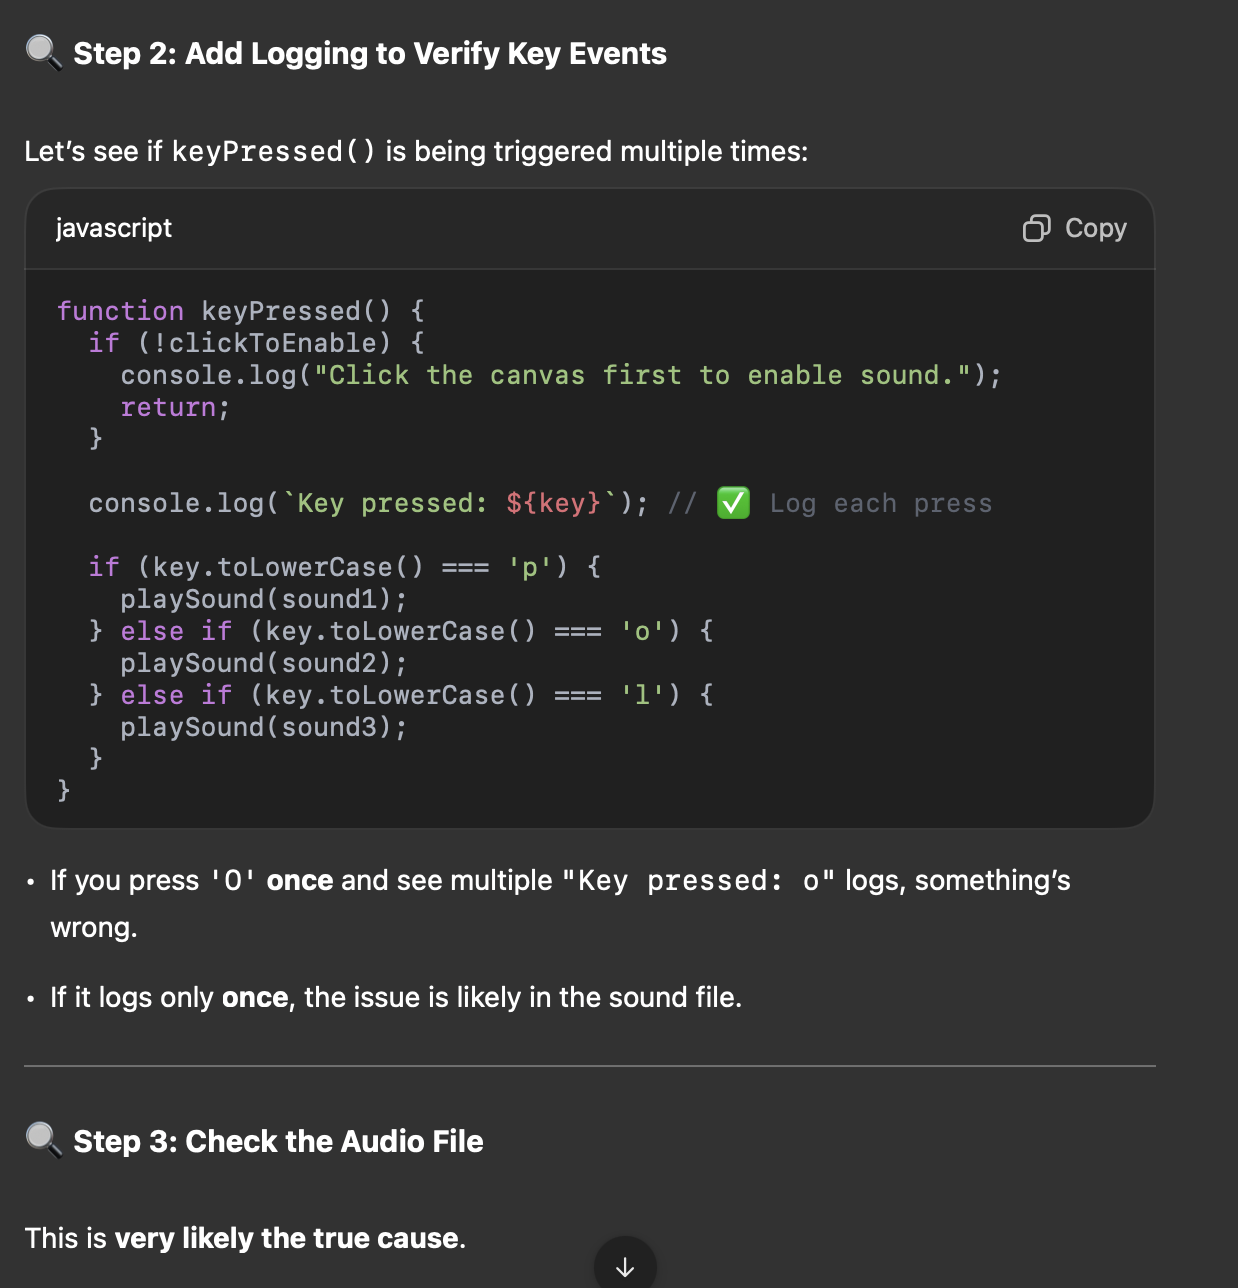 🔍 Step 2: Add Logging to Verify Key Events
Let’s see if keyPressed() is being triggered multiple times:
javascript Copy
function keyPressed() {
  if (!clickToEnable) {
    console.log("Click the canvas first to enable sound.");
    return;
  }
  console.log(`Key pressed: ${key}`); // ✅ Log each press
  if (key.toLowerCase() === 'p') {
    playSound(sound1);
  } else if (key.toLowerCase() === 'o') {
    playSound(sound2);
  } else if (key.toLowerCase() === 'l') {
    playSound(sound3);
  }
}
• If you press 'O' once and see multiple "Key pressed: o" logs, something’s
wrong.
• If it logs only once, the issue is likely in the sound file.
🔍 Step 3: Check the Audio File
This is very likely the true cause.